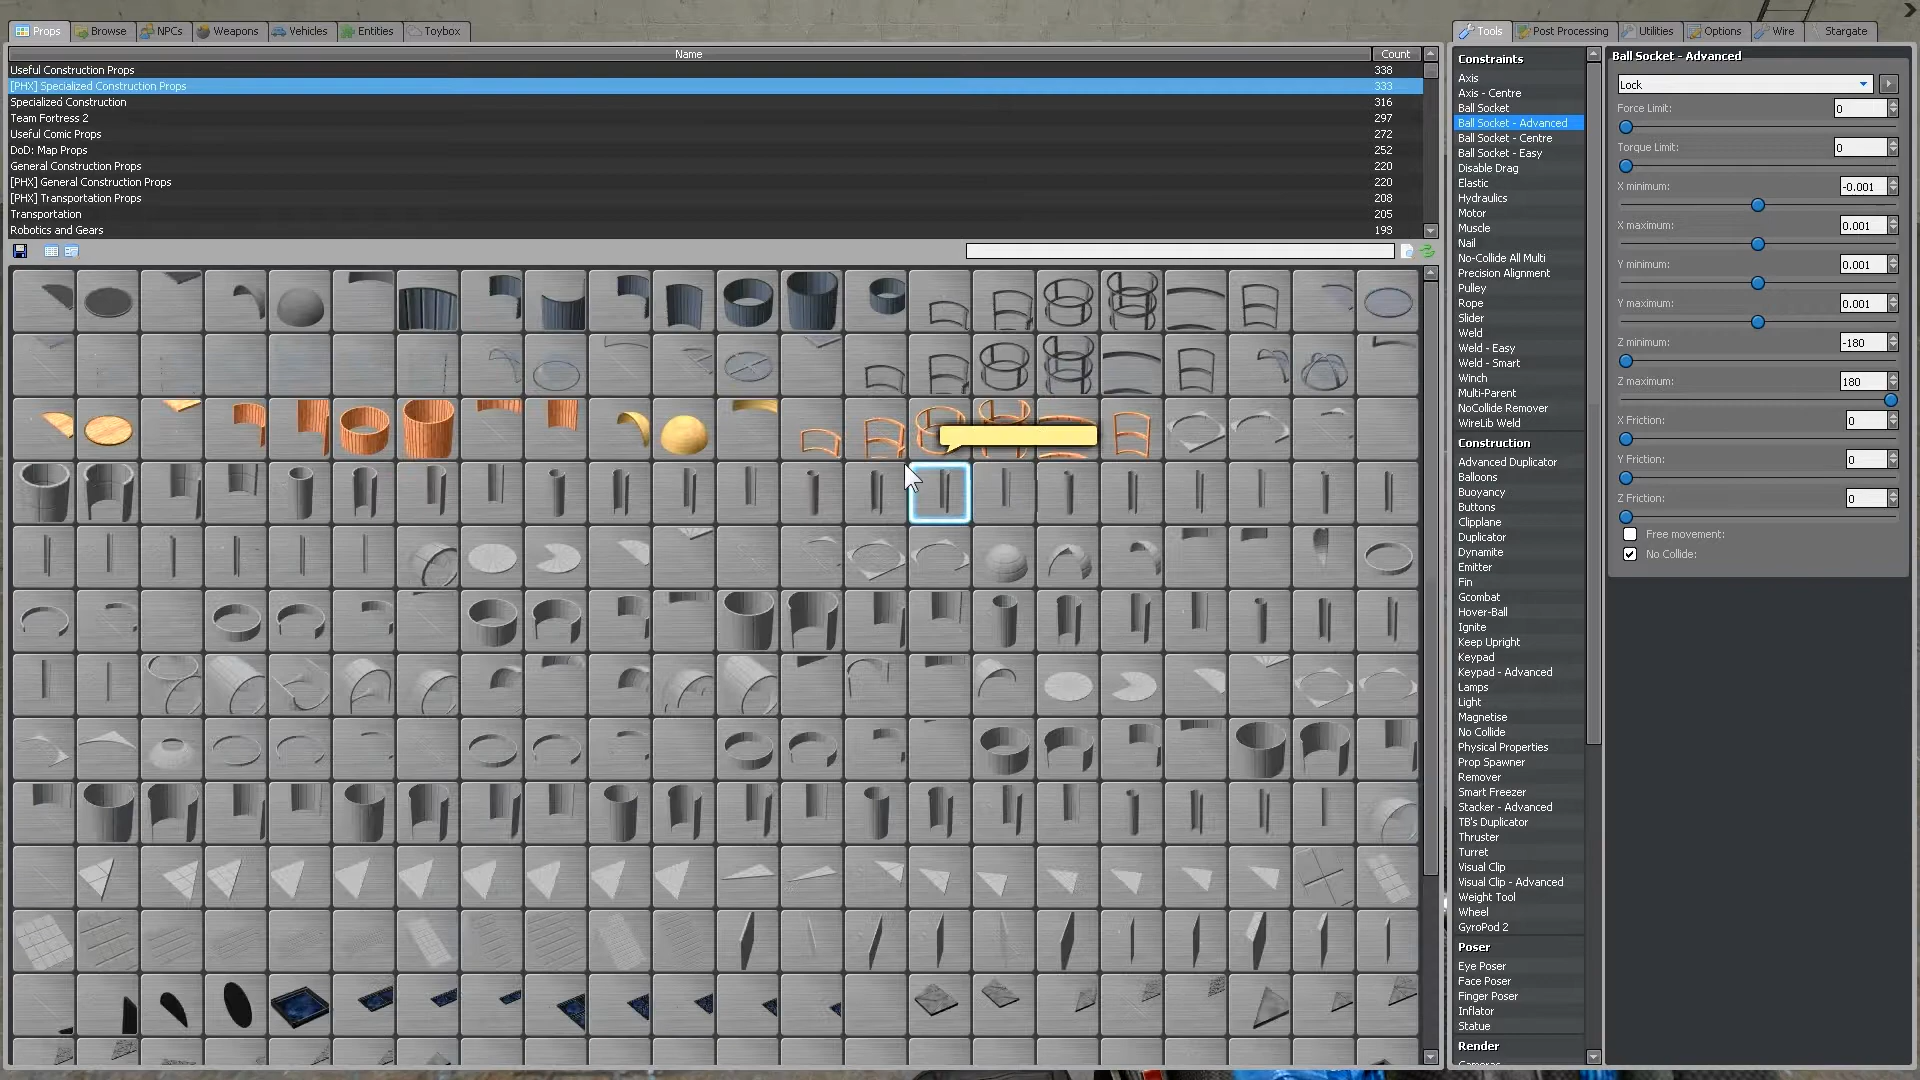 Props Browse NPCs Weapons Vehicles Entities Toybox
Name Count
Useful Construction Props 338
[PHX] Specialized Construction Props 333
Specialized Construction 316
Team Fortress 2 297
Useful Comic Props 272
DoD: Map Props 252
General Construction Props 220
[PHX] General Construction Props 220
[PHX] Transportation Props 208
Transportation 205
Robotics and Gears 198
Tools Post Processing Utilities Options Wire Stargate
Constraints
Axis
Axis - Centre
Ball Socket
Ball Socket - Advanced
Ball Socket - Centre
Ball Socket - Easy
Disable Drag
Elastic
Hydraulics
Motor
Muscle
Nail
No-Collide All Multi
Precision Alignment
Pulley
Rope
Slider
Weld
Weld - Easy
Weld - Smart
Winch
Multi-Parent
NoCollide Remover
WireLib Weld
Construction
Advanced Duplicator
Balloons
Buoyancy
Buttons
Clipplane
Duplicator
Dynamite
Emitter
Fin
Gcombat
Hover-Ball
Ignite
Keep Upright
Keypad
Keypad - Advanced
Lamps
Light
Magnetise
No Collide
Physical Properties
Prop Spawner
Remover
Smart Freezer
Stacker - Advanced
TB's Duplicator
Thruster
Turret
Visual Clip
Visual Clip - Advanced
Weight Tool
Wheel
GyroPod 2
Poser
Eye Poser
Face Poser
Finger Poser
Inflator
Statue
Render
Cameras
Ball Socket - Advanced
Lock
Force Limit: 0
Torque Limit: 0
X minimum: -0.001
X maximum: 0.001
Y minimum: 0.001
Y maximum: 0.001
Z minimum: -180
Z maximum: 180
X Friction: 0
Y Friction: 0
Z Friction: 0
Free movement:
No Collide: